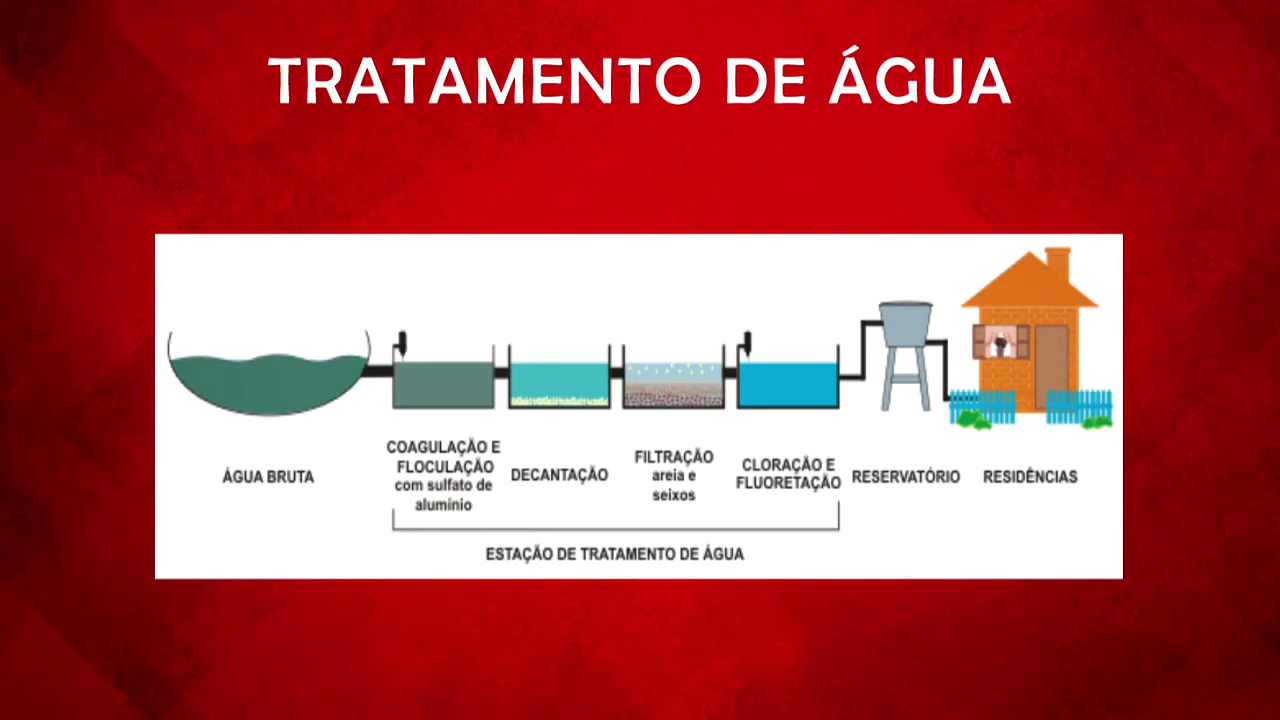 TRATAMENTO DE ÁGUA
ÁGUA BRUTA
COAGULAÇÃO E
FLOCULAÇÃO
com sulfato de
alumínio
DECANTAÇÃO
FILTRAÇÃO
areia e
seixos
CLORAÇÃO E
FLUORETAÇÃO
RESERVATÓRIO
RESIDÊNCIAS
ESTAÇÃO DE TRATAMENTO DE ÁGUA